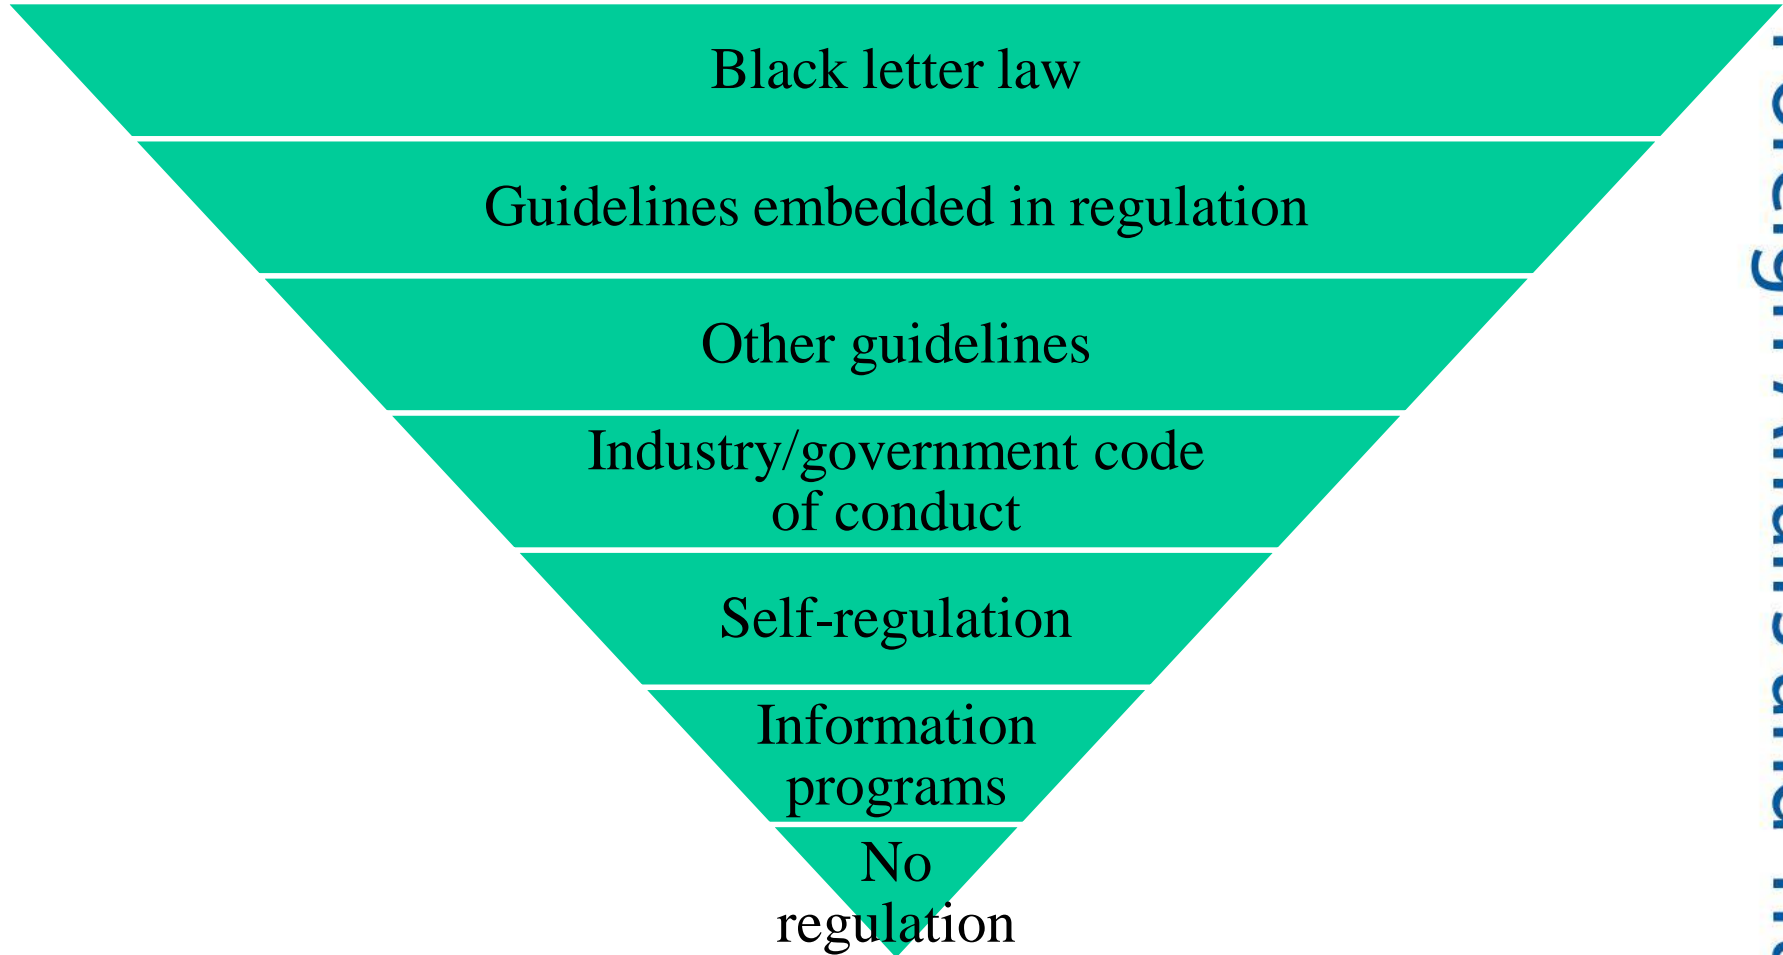 Black letter law
Guidelines embedded in regulation
Other guidelines
Industry/government code
of conduct
Self-regulation
Information
programs
No
regulation